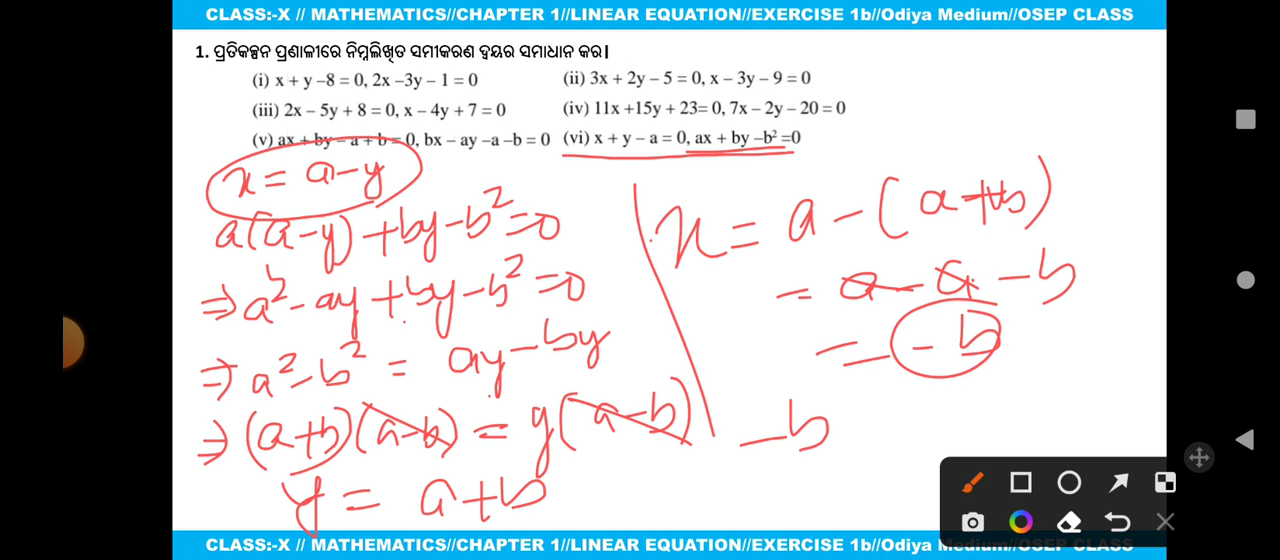 CLASS:-X // MATHEMATICS//CHAPTER 1//LINEAR EQUATION//EXERCISE 1b//Odiya Medium//OSEP CLASS
1. ପ୍ରତିକଳ୍ପନ ପ୍ରଣାଳୀରେ ନିମ୍ନଲିଖିତ ସମୀକରଣ ଦ୍ୱୟର ସମାଧାନ କର।
(i) x + y –8 = 0, 2x –3y – 1 = 0 (ii) 3x + 2y – 5 = 0, x – 3y – 9 = 0
(iii) 2x – 5y + 8 = 0, x – 4y + 7 = 0 (iv) 11x +15y + 23= 0, 7x – 2y – 20 = 0
(v) ax + by – a + b = 0, bx – ay –a –b = 0 (vi) x + y – a = 0, ax + by –b² =0
x = a – y
a(a – y) + by – b² = 0
⇒ a² – ay + by – b² = 0
⇒ a² – b² = ay – by
⇒ (a + b)(a – b) = y(a – b)
y = a + b
x = a – (a + b)
= a – a – b
= – b
– b
CLASS:-X // MATHEMATICS//CHAPTER 1//LINEAR EQUATION//EXERCISE 1b//Odiya Medium//OSEP CLASS